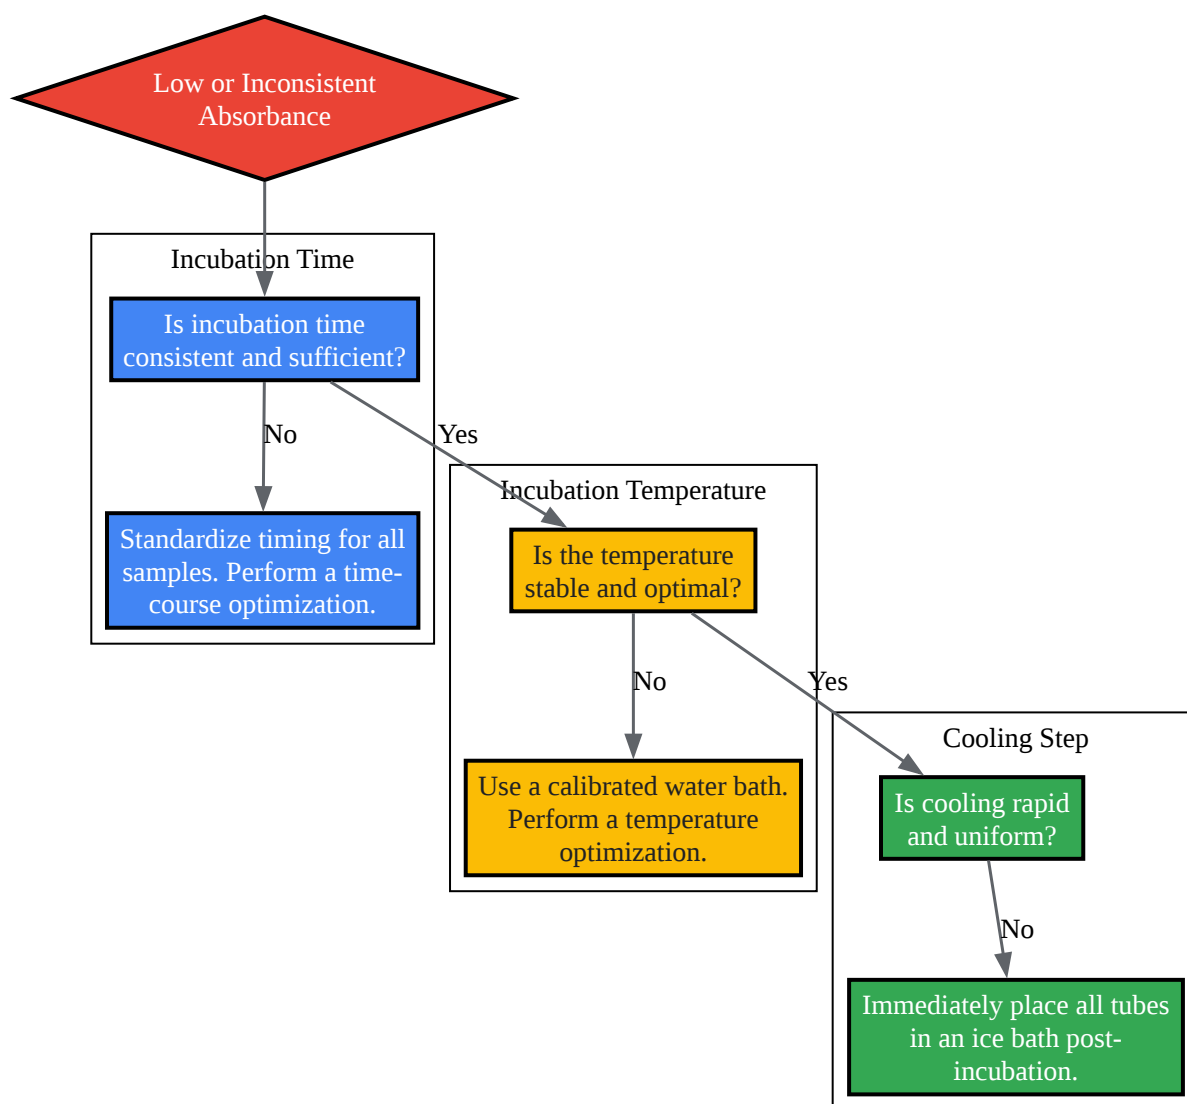 Low or Inconsistent
Absorbance
Incubation Time
Is incubation time
consistent and sufficient?
No
Yes
Standardize timing for all
samples. Perform a time-
course optimization.
Incubation Temperature
Is the temperature
stable and optimal?
No
Yes
Use a calibrated water bath.
Perform a temperature
optimization.
Cooling Step
Is cooling rapid
and uniform?
No
Immediately place all tubes
in an ice bath post-
incubation.